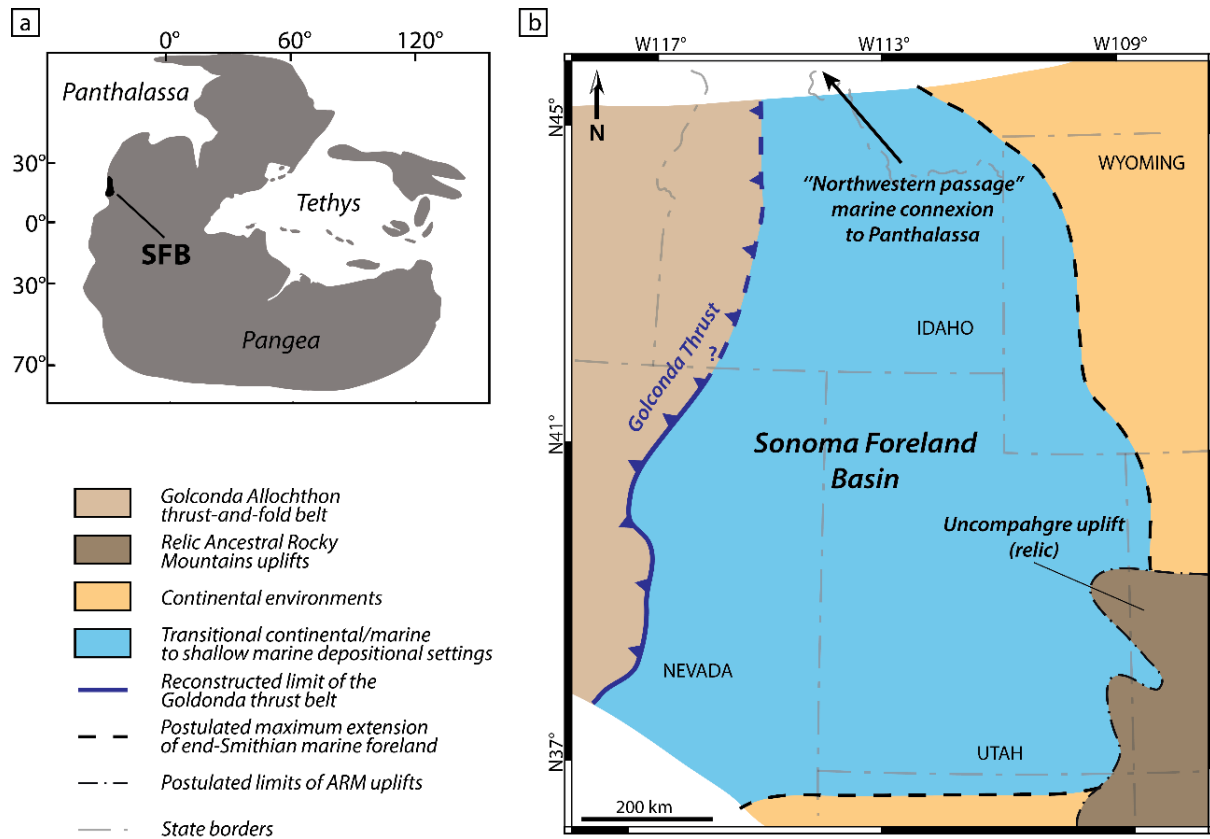 a
0°
60°
120°
Panthalassa
30°
0°
30°
70°
Tethys
SFB
Pangea
Golconda Allochthon
thrust-and-fold belt
Relic Ancestral Rocky
Mountains uplifts
Continental environments
Transitional continental/marine
to shallow marine depositional settings
Reconstructed limit of the
Goldonda thrust belt
Postulated maximum extension
of end-Smithian marine foreland
Postulated limits of ARM uplifts
State borders
b
W117°
W113°
W109°
N45°
N41°
N37°
N
WYOMING
"Northwestern passage"
marine connexion
to Panthalassa
IDAHO
Golconda Thrust
?
Sonoma Foreland
Basin
Uncompahgre uplift
(relic)
NEVADA
UTAH
200 km